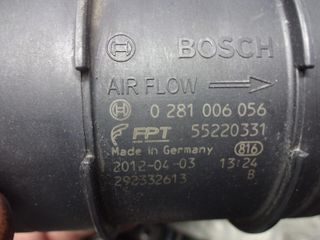 BOSCH
AIR FLOW
0 281 006 056
FPT 55220331
Made in Germany 816
2012-04-03 13:24
292332613 B